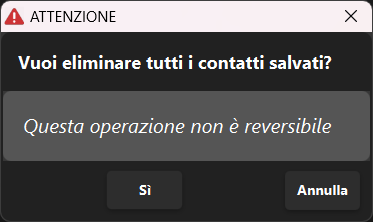 ATTENZIONE
Vuoi eliminare tutti i contatti salvati?
Questa operazione non è reversibile
Sì
Annulla